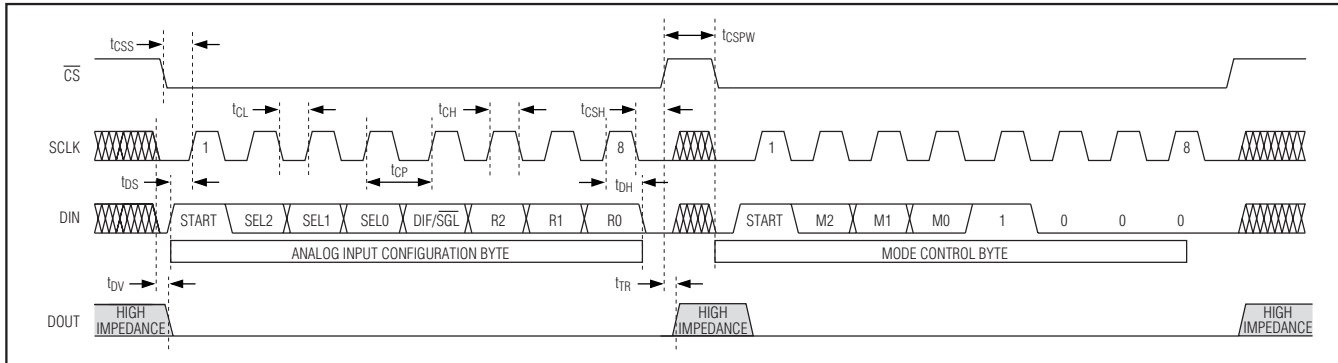 tCSS
tCSPW
CS
tCL
tCH
tCSH
SCLK
1
8
1
8
tCP
tDS
tDH
DIN
START
SEL2
SEL1
SEL0
DIF/SGL
R2
R1
R0
START
M2
M1
M0
1
0
0
0
ANALOG INPUT CONFIGURATION BYTE
MODE CONTROL BYTE
tDV
tTR
DOUT
HIGH
IMPEDANCE
HIGH
IMPEDANCE
HIGH
IMPEDANCE